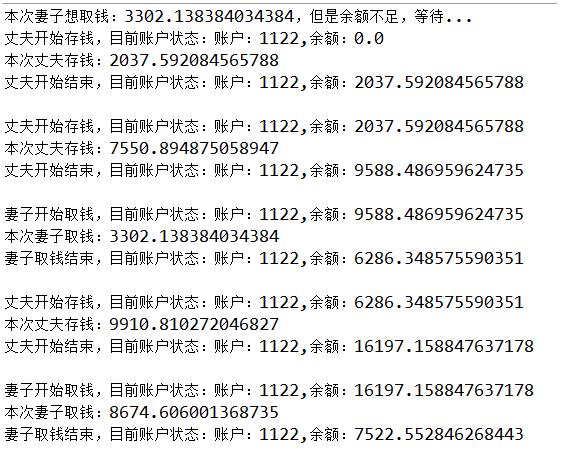 本次妻子想取钱：3302.138384034384，但是余额不足，等待...
丈夫开始存钱，目前账户状态：账户：1122,余额：0.0
本次丈夫存钱：2037.592084565788
丈夫开始结束，目前账户状态：账户：1122,余额：2037.592084565788
丈夫开始存钱，目前账户状态：账户：1122,余额：2037.592084565788
本次丈夫存钱：7550.894875058947
丈夫开始结束，目前账户状态：账户：1122,余额：9588.486959624735
妻子开始取钱，目前账户状态：账户：1122,余额：9588.486959624735
本次妻子取钱：3302.138384034384
妻子取钱结束，目前账户状态：账户：1122,余额：6286.348575590351
丈夫开始存钱，目前账户状态：账户：1122,余额：6286.348575590351
本次丈夫存钱：9910.810272046827
丈夫开始结束，目前账户状态：账户：1122,余额：16197.158847637178
妻子开始取钱，目前账户状态：账户：1122,余额：16197.158847637178
本次妻子取钱：8674.606001368735
妻子取钱结束，目前账户状态：账户：1122,余额：7522.552846268443